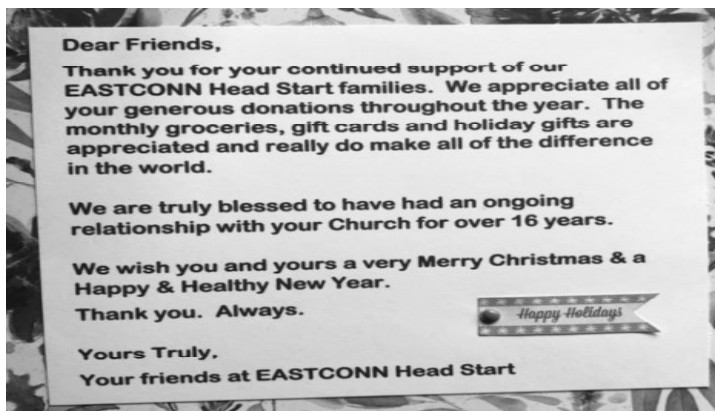 Dear Friends,
Thank you for your continued support of our
EASTCONN Head Start families. We appreciate all of
your generous donations throughout the year. The
monthly groceries, gift cards and holiday gifts are
appreciated and really do make all of the difference
in the world.
We are truly blessed to have had an ongoing
relationship with your Church for over 16 years.
We wish you and yours a very Merry Christmas & a
Happy & Healthy New Year.
Thank you. Always.
Happy Holidays
Yours Truly,
Your friends at EASTCONN Head Start